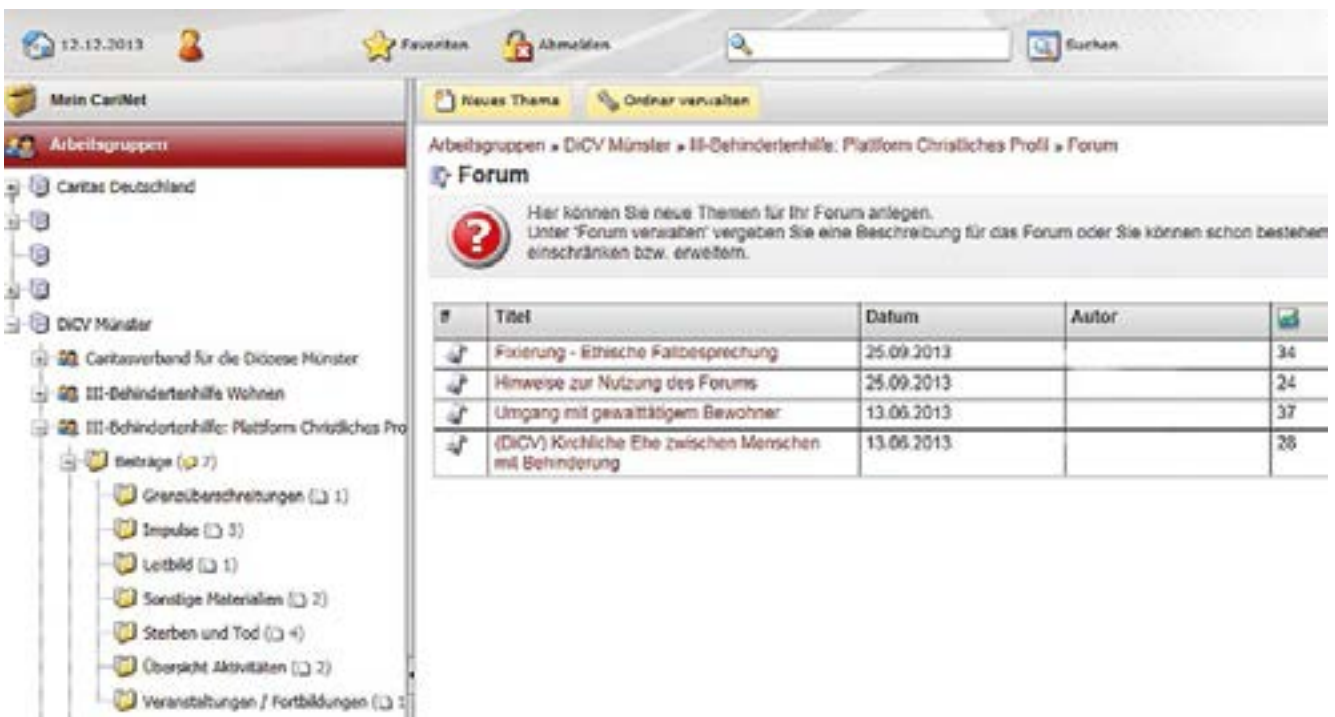 12.12.2013 Favoriten Abmelden Suchen
Mein CariNet
Arbeitsgruppen
Caritas Deutschland
DiCV Münster
Caritasverband für die Diözese Münster
III-Behindertenhilfe Wohnen
III-Behindertenhilfe: Plattform Christliches Pro
Beiträge (7)
Grenzüberschreitungen (1)
Impulse (3)
Leitbild (1)
Sonstige Materialien (2)
Sterben und Tod (4)
Übersicht Aktivitäten (2)
Veranstaltungen / Fortbildungen (
Neues Thema Ordner verwalten
Arbeitsgruppen » DiCV Münster » III-Behindertenhilfe: Plattform Christliches Profil » Forum
Forum
Hier können Sie neue Themen für Ihr Forum anlegen.
Unter 'Forum verwalten' vergeben Sie eine Beschreibung für das Forum oder Sie können schon bestehen
einschränken bzw. erweitern.
# Titel Datum Autor
Fixierung - Ethische Fallbesprechung 25.09.2013 34
Hinweise zur Nutzung des Forums 25.09.2013 24
Umgang mit gewalttätigem Bewohner 13.06.2013 37
(DiCV) Kirchliche Ehe zwischen Menschen 13.06.2013 28
mit Behinderung